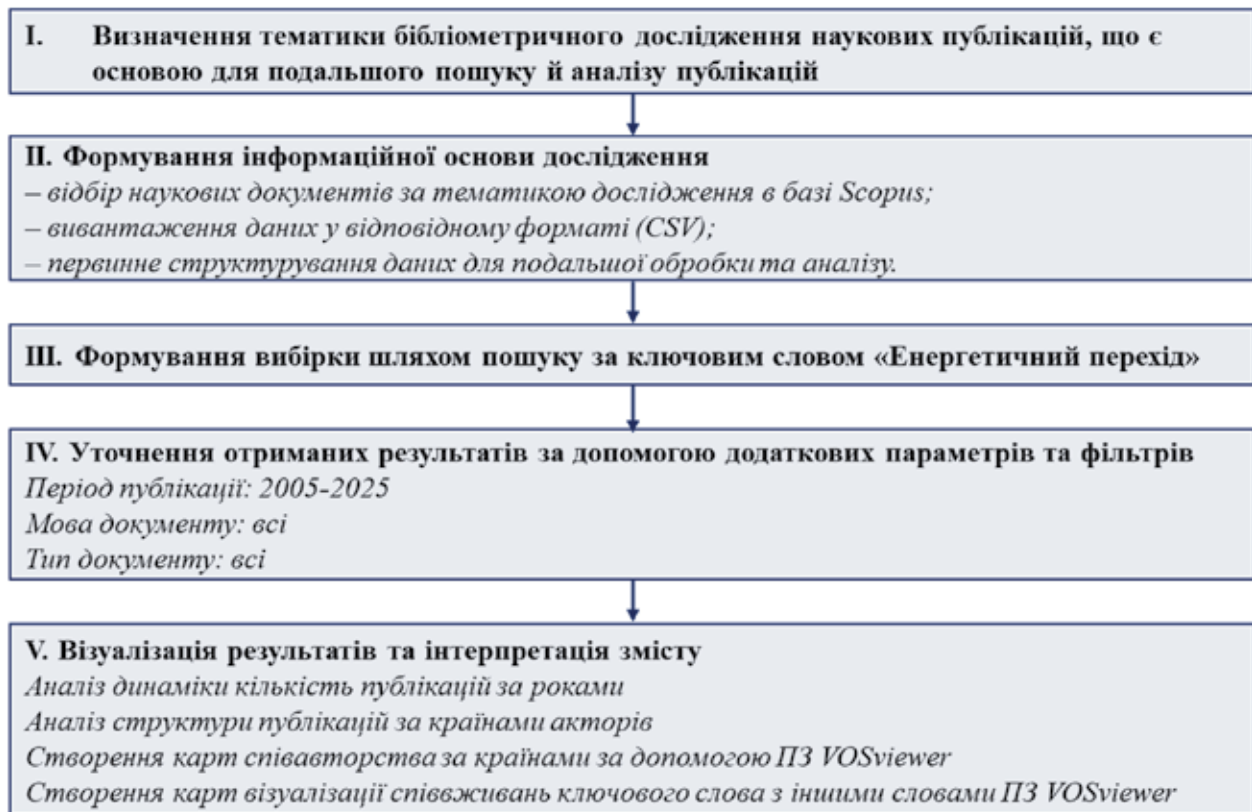 I. Визначення тематики бібліометричного дослідження наукових публікацій, що є
основою для подальшого пошуку й аналізу публікацій
II. Формування інформаційної основи дослідження
– відбір наукових документів за тематикою дослідження в базі Scopus;
– вивантаження даних у відповідному форматі (CSV);
– первинне структурування даних для подальшої обробки та аналізу.
III. Формування вибірки шляхом пошуку за ключовим словом «Енергетичний перехід»
IV. Уточнення отриманих результатів за допомогою додаткових параметрів та фільтрів
Період публікації: 2005-2025
Мова документу: всі
Тип документу: всі
V. Візуалізація результатів та інтерпретація змісту
Аналіз динаміки кількість публікацій за роками
Аналіз структури публікацій за країнами акторів
Створення карт співавторства за країнами за допомогою ПЗ VOSviewer
Створення карт візуалізації співвживань ключового слова з іншими словами ПЗ VOSviewer